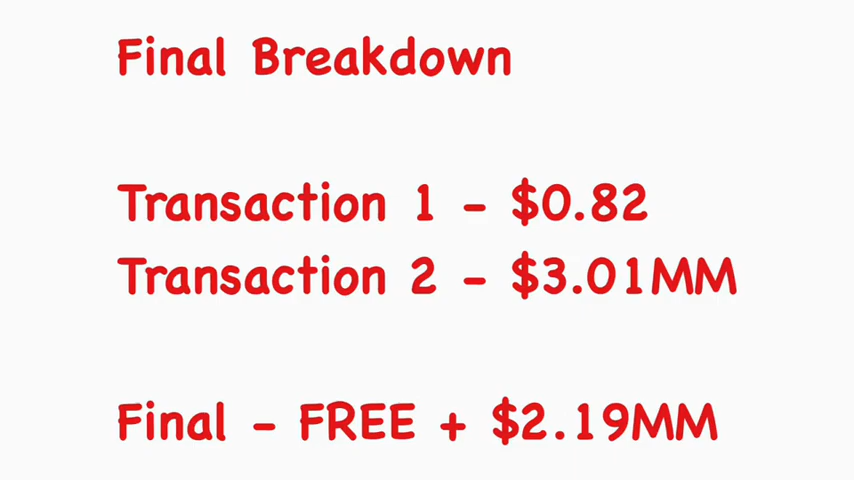 Final Breakdown
Transaction 1 - $0.82
Transaction 2 - $3.01MM
Final - FREE + $2.19MM